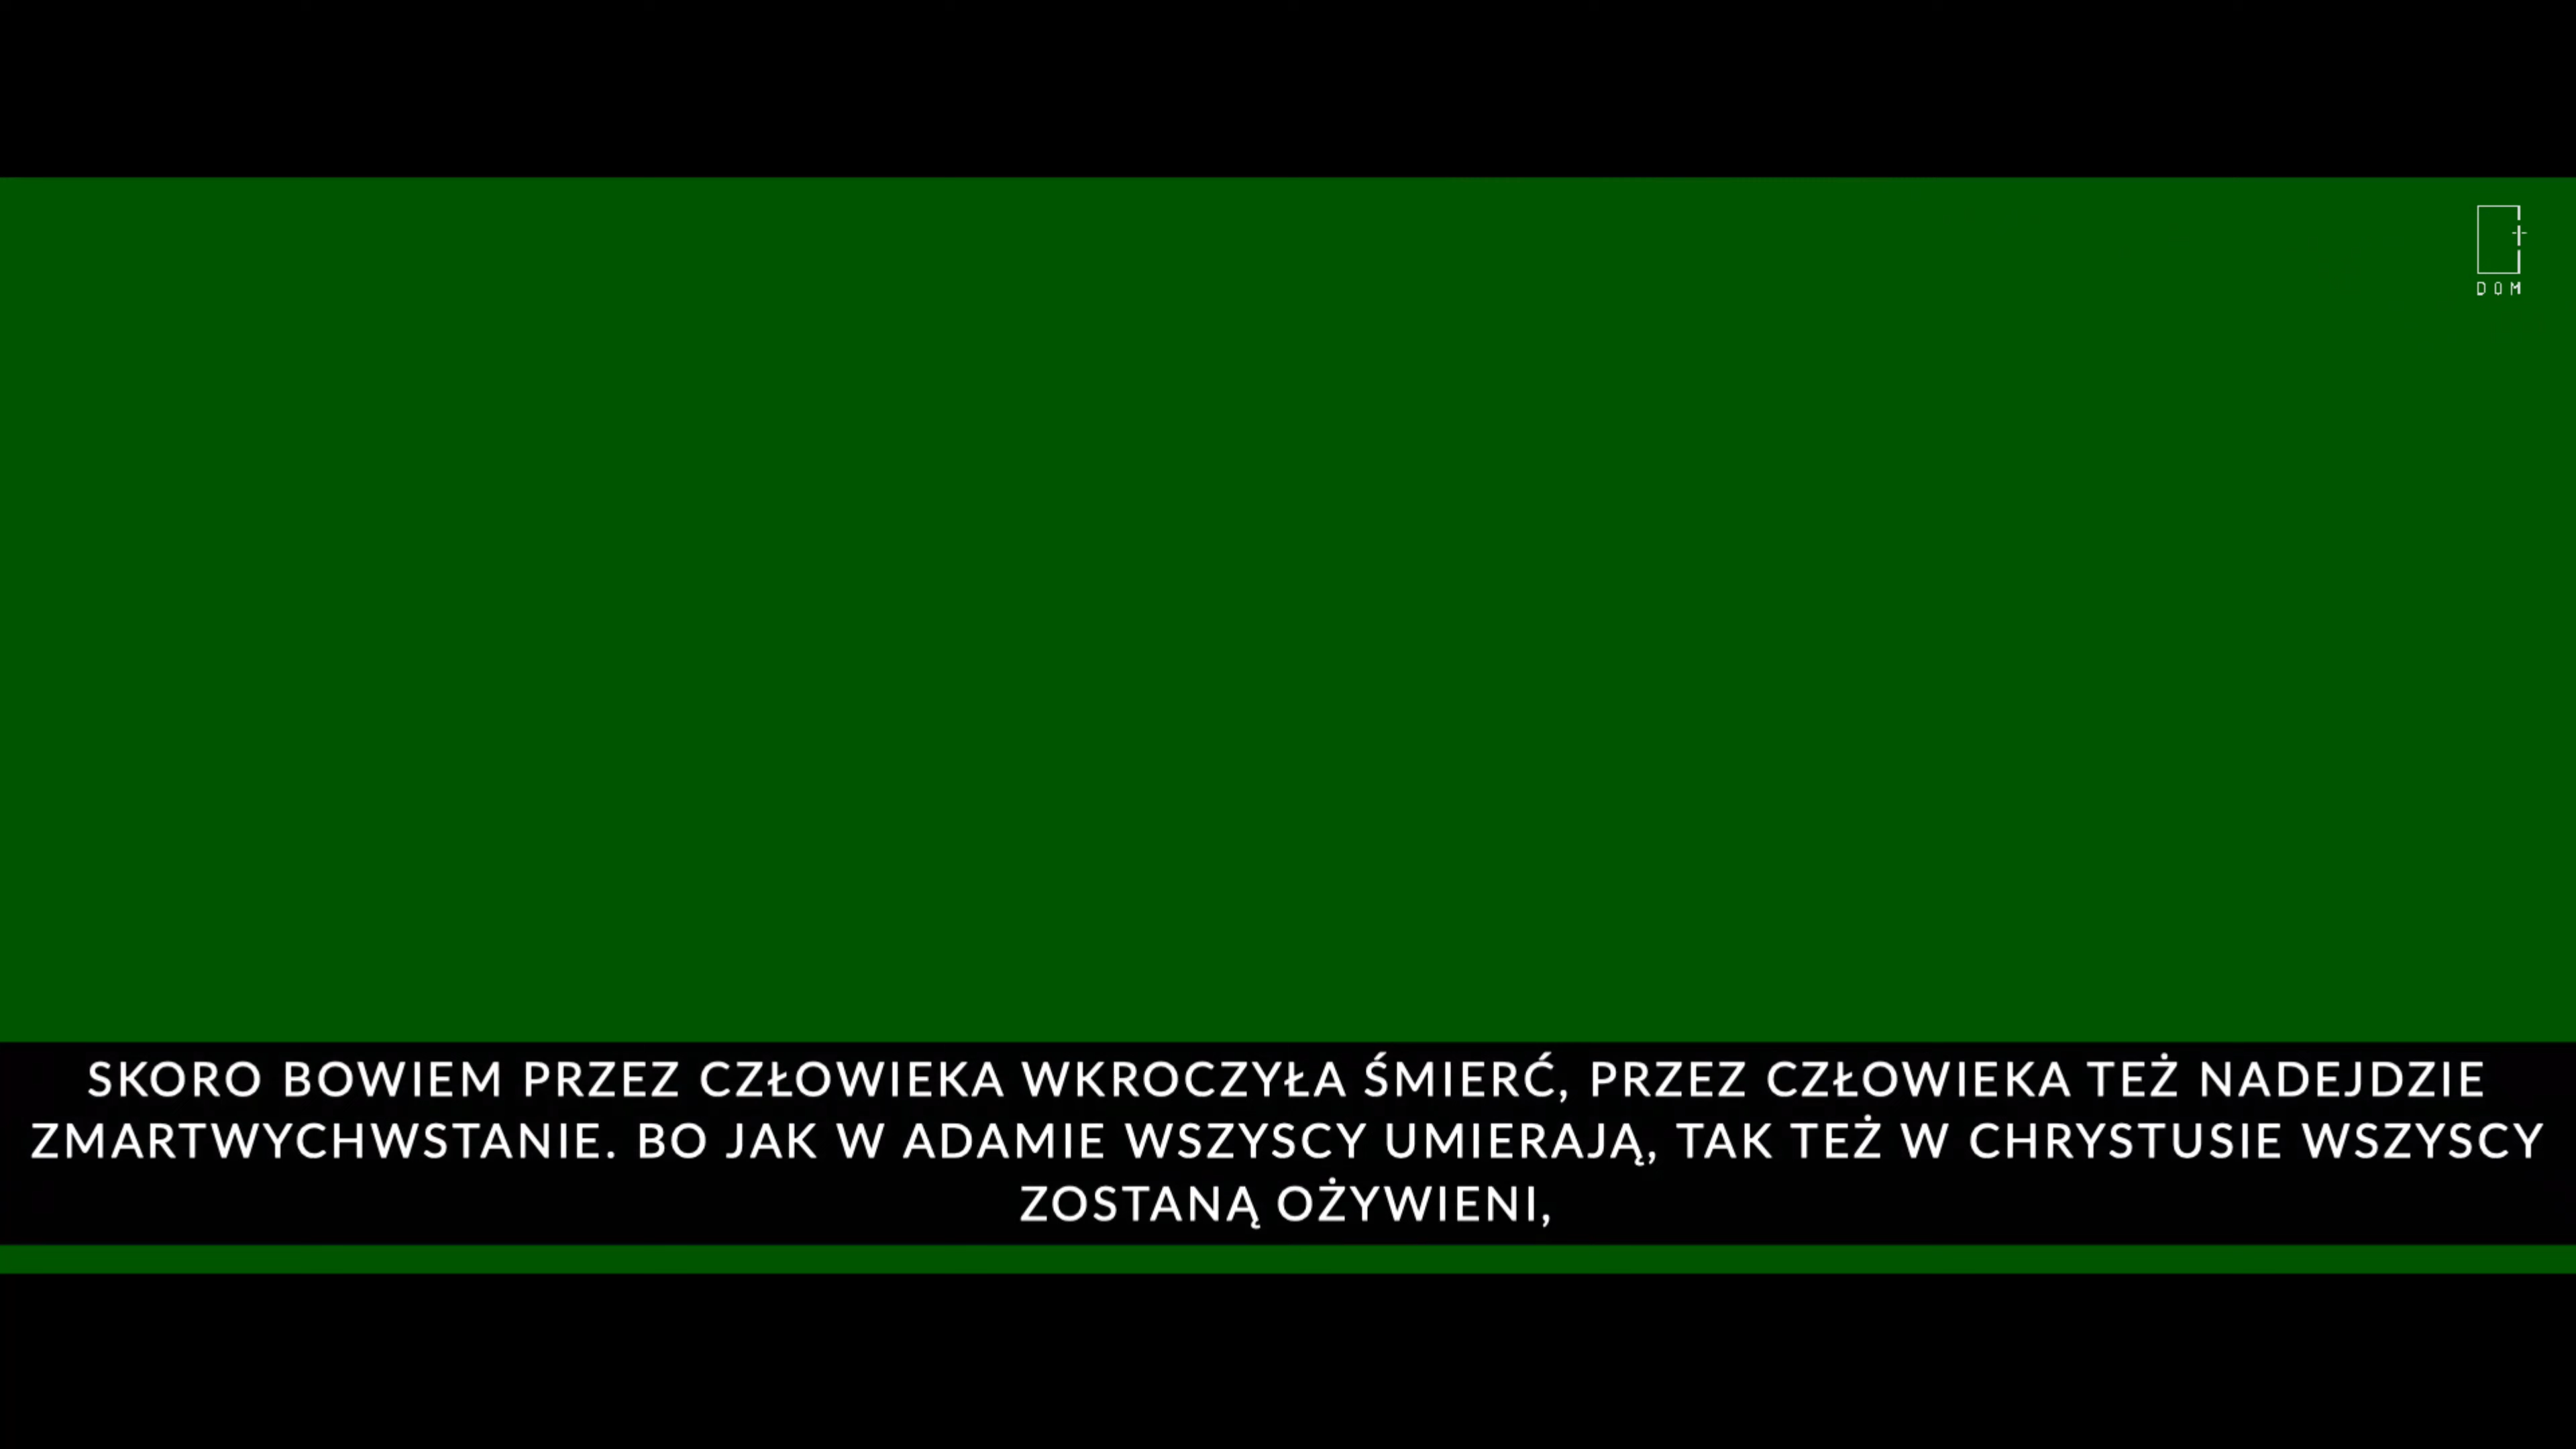 DOM
SKORO BOWIEM PRZEZ CZŁOWIEKA WKROCZYŁA ŚMIERĆ, PRZEZ CZŁOWIEKA TEŻ NADEJDZIE
ZMARTWYCHWSTANIE. BO JAK W ADAMIE WSZYSCY UMIERAJĄ, TAK TEŻ W CHRYSTUSIE WSZYSCY
ZOSTANĄ OŻYWIENI,